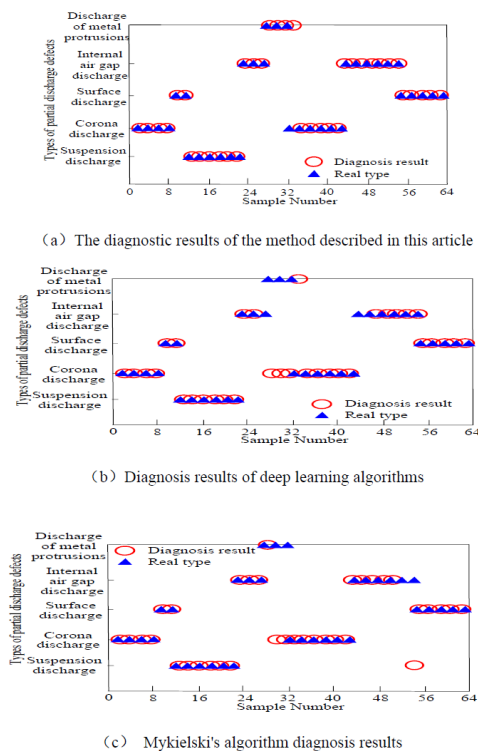 Discharge
of metal
protrusions
Internal
air gap
discharge
Surface
discharge
Corona
discharge
Suspension
discharge
Types of partial discharge defects
Diagnosis result
Real type
0 8 16 24 32 40 48 56 64
Sample Number
(a) The diagnostic results of the method described in this article
Discharge
of metal
protrusions
Internal
air gap
discharge
Surface
discharge
Corona
discharge
Suspension
discharge
Types of partial discharge defects
Diagnosis result
Real type
0 8 16 24 32 40 48 56 64
Sample Number
(b) Diagnosis results of deep learning algorithms
Discharge
of metal
protrusions
Internal
air gap
discharge
Surface
discharge
Corona
discharge
Suspension
discharge
Types of partial discharge defects
Diagnosis result
Real type
0 8 16 24 32 40 48 56 64
Sample Number
(c) Mykielski's algorithm diagnosis results